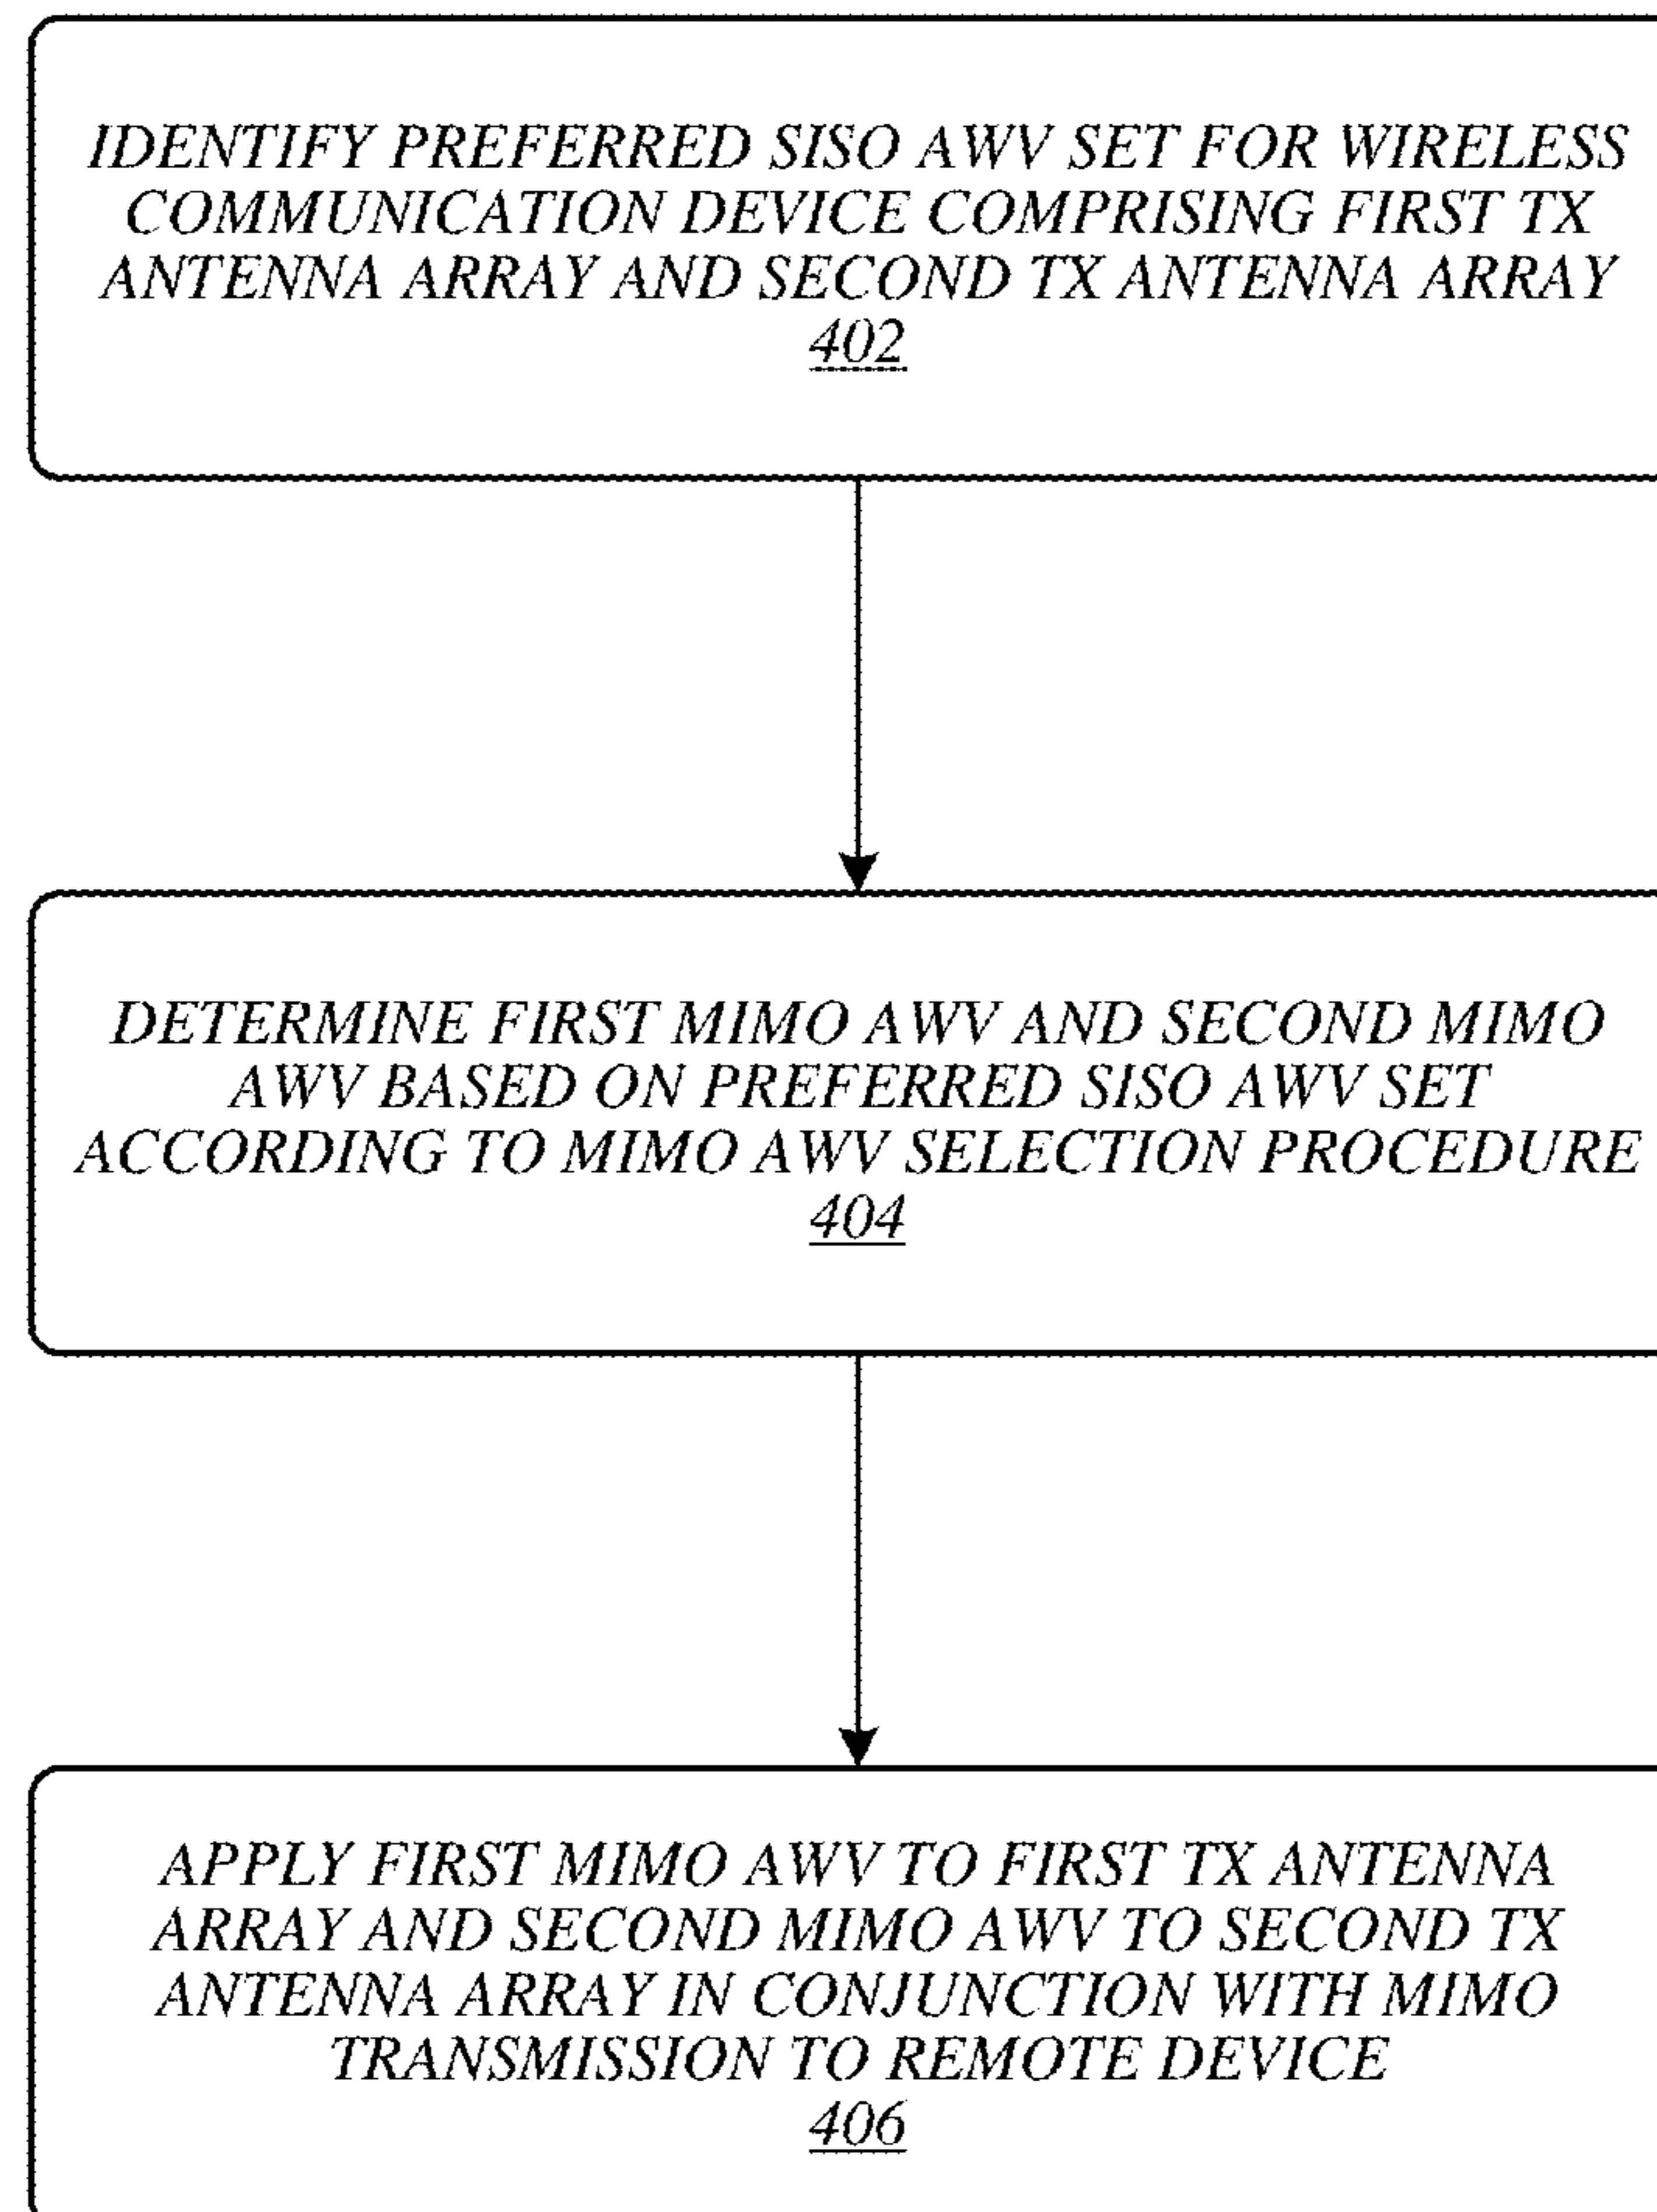 IDENTIFY PREFERRED SISO AWV SET FOR WIRELESS
COMMUNICATION DEVICE COMPRISING FIRST TX
ANTENNA ARRAY AND SECOND TX ANTENNA ARRAY
402
DETERMINE FIRST MIMO AWV AND SECOND MIMO
AWV BASED ON PREFERRED SISO AWV SET
ACCORDING TO MIMO AWV SELECTION PROCEDURE
404
APPLY FIRST MIMO AWV TO FIRST TX ANTENNA
ARRAY AND SECOND MIMO AWV TO SECOND TX
ANTENNA ARRAY IN CONJUNCTION WITH MIMO
TRANSMISSION TO REMOTE DEVICE
406